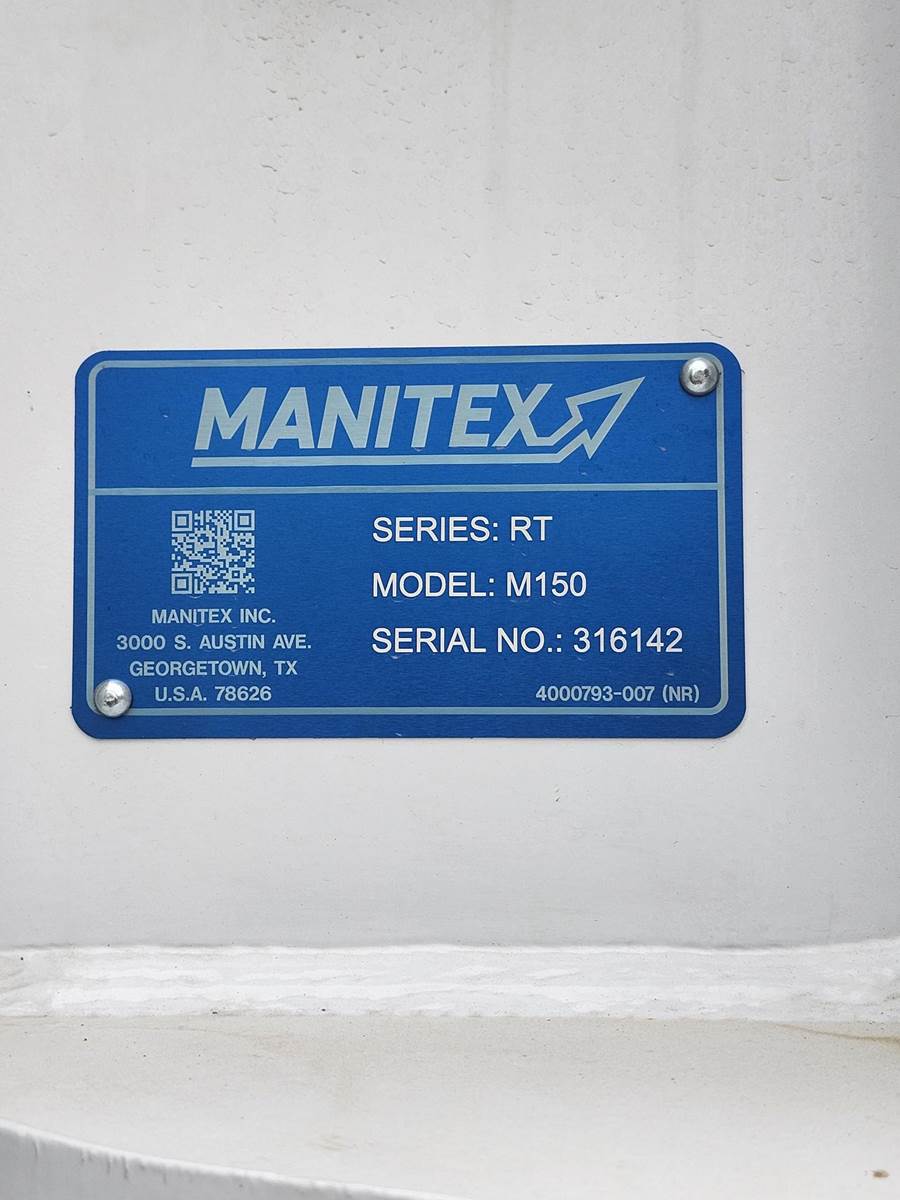 MANITEX
SERIES: RT
MODEL: M150
SERIAL NO.: 316142
MANITEX INC.
3000 S. AUSTIN AVE.
GEORGETOWN, TX
U.S.A. 78626
4000793-007 (NR)